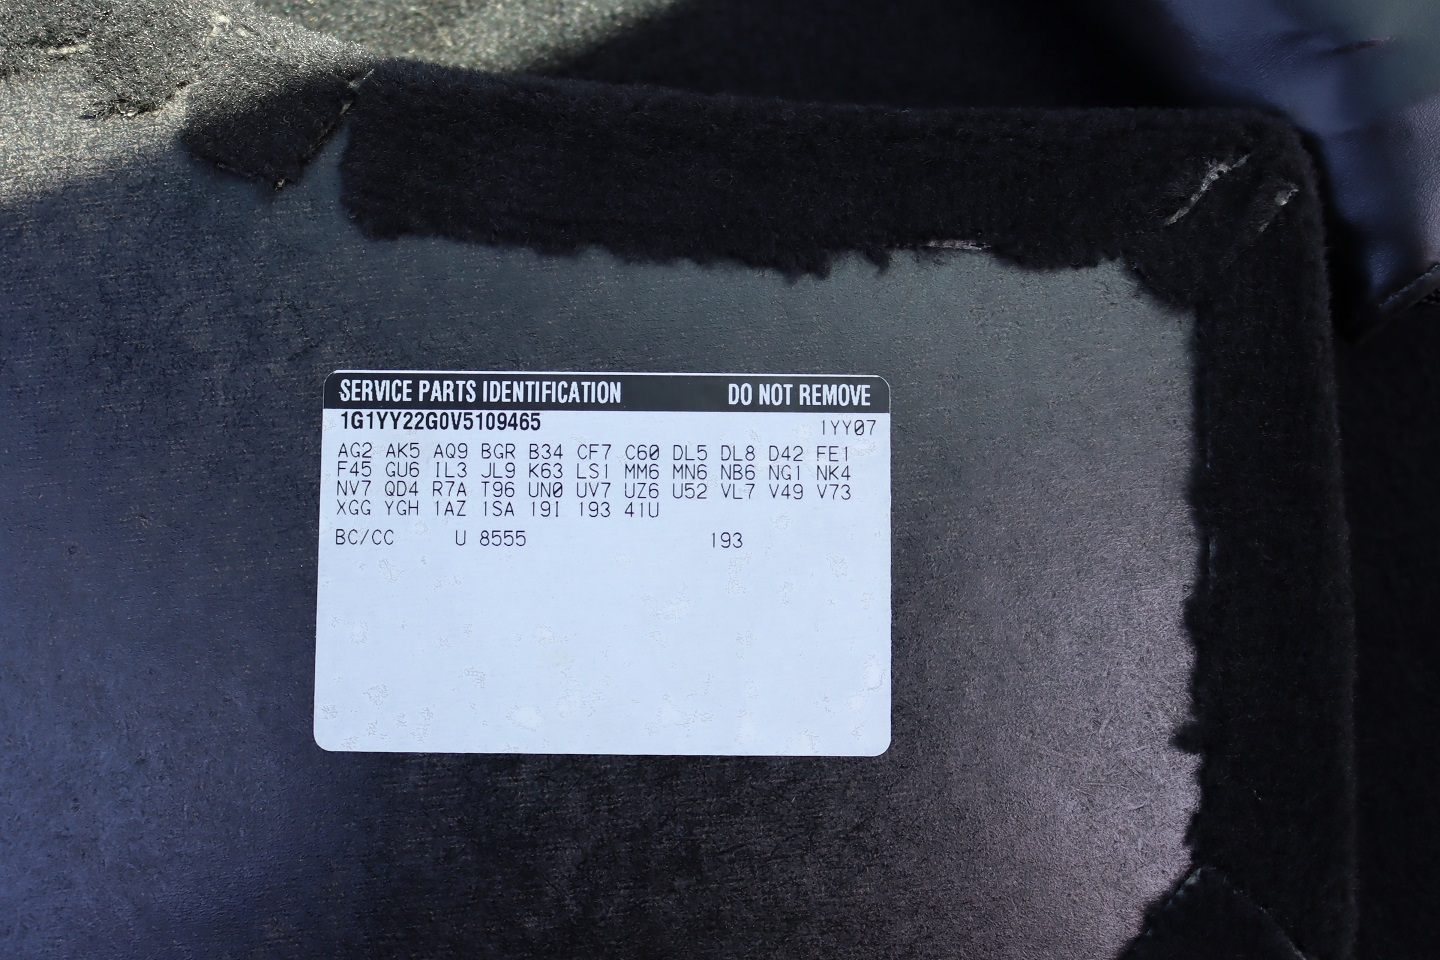 SERVICE PARTS IDENTIFICATION DO NOT REMOVE
1G1YY22G0V5109465 1YY07
AG2 AK5 AQ9 BGR B34 CF7 C60 DL5 DL8 D42 FE1
F45 GU6 IL3 JL9 K63 LS1 MM6 MN6 NB6 NG1 NK4
NV7 QD4 R7A T96 UN0 UV7 UZ6 U52 VL7 V49 V73
XGG YGH 1AZ 1SA 19I 193 41U
BC/CC U 8555 193